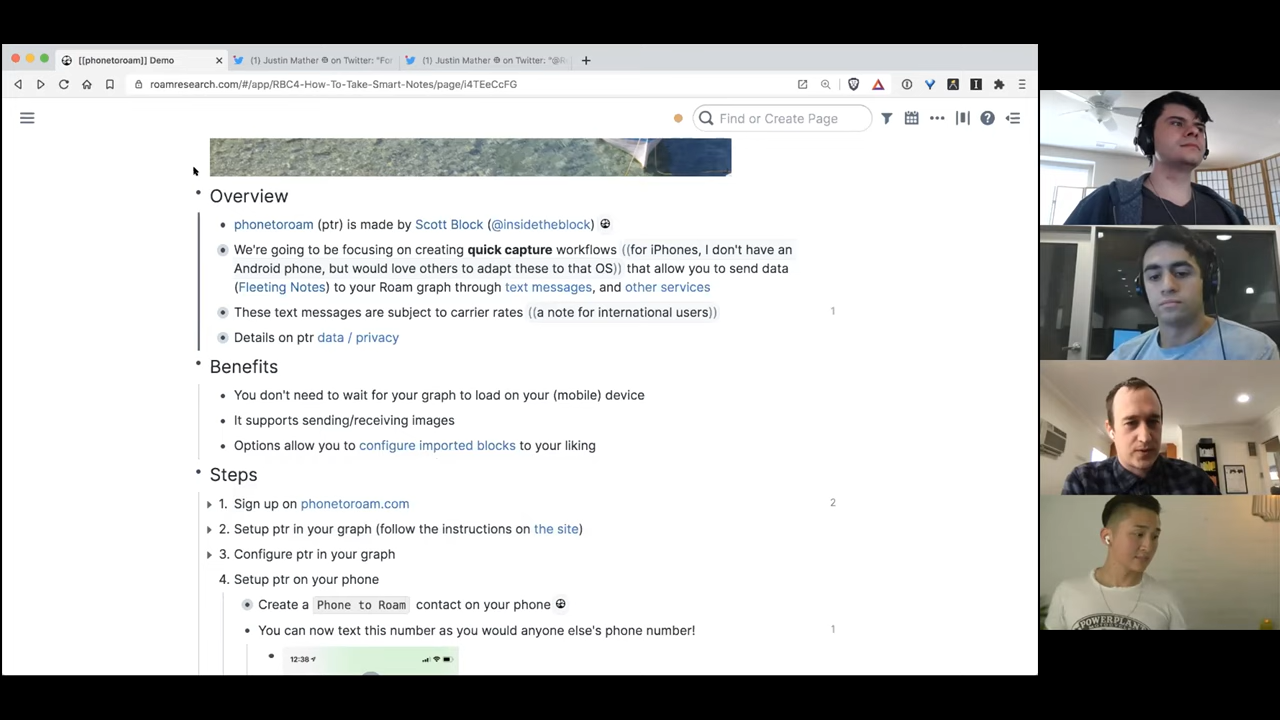 [[phonetoroam]] Demo
(1) Justin Mather on Twitter: "For
(1) Justin Mather on Twitter: "@R
roamresearch.com/#/app/RBC4-How-To-Take-Smart-Notes/page/i4TEeCcFG
Find or Create Page
Overview
phonetoroam (ptr) is made by Scott Block (@insidetheblock)
We're going to be focusing on creating quick capture workflows ((for iPhones, I don't have an
Android phone, but would love others to adapt these to that OS)) that allow you to send data
(Fleeting Notes) to your Roam graph through text messages, and other services
These text messages are subject to carrier rates ((a note for international users)) 1
Details on ptr data / privacy
Benefits
You don't need to wait for your graph to load on your (mobile) device
It supports sending/receiving images
Options allow you to configure imported blocks to your liking
Steps
1. Sign up on phonetoroam.com 2
2. Setup ptr in your graph (follow the instructions on the site)
3. Configure ptr in your graph
4. Setup ptr on your phone
Create a Phone to Roam contact on your phone
You can now text this number as you would anyone else's phone number! 1
12:38
POWERPLAN